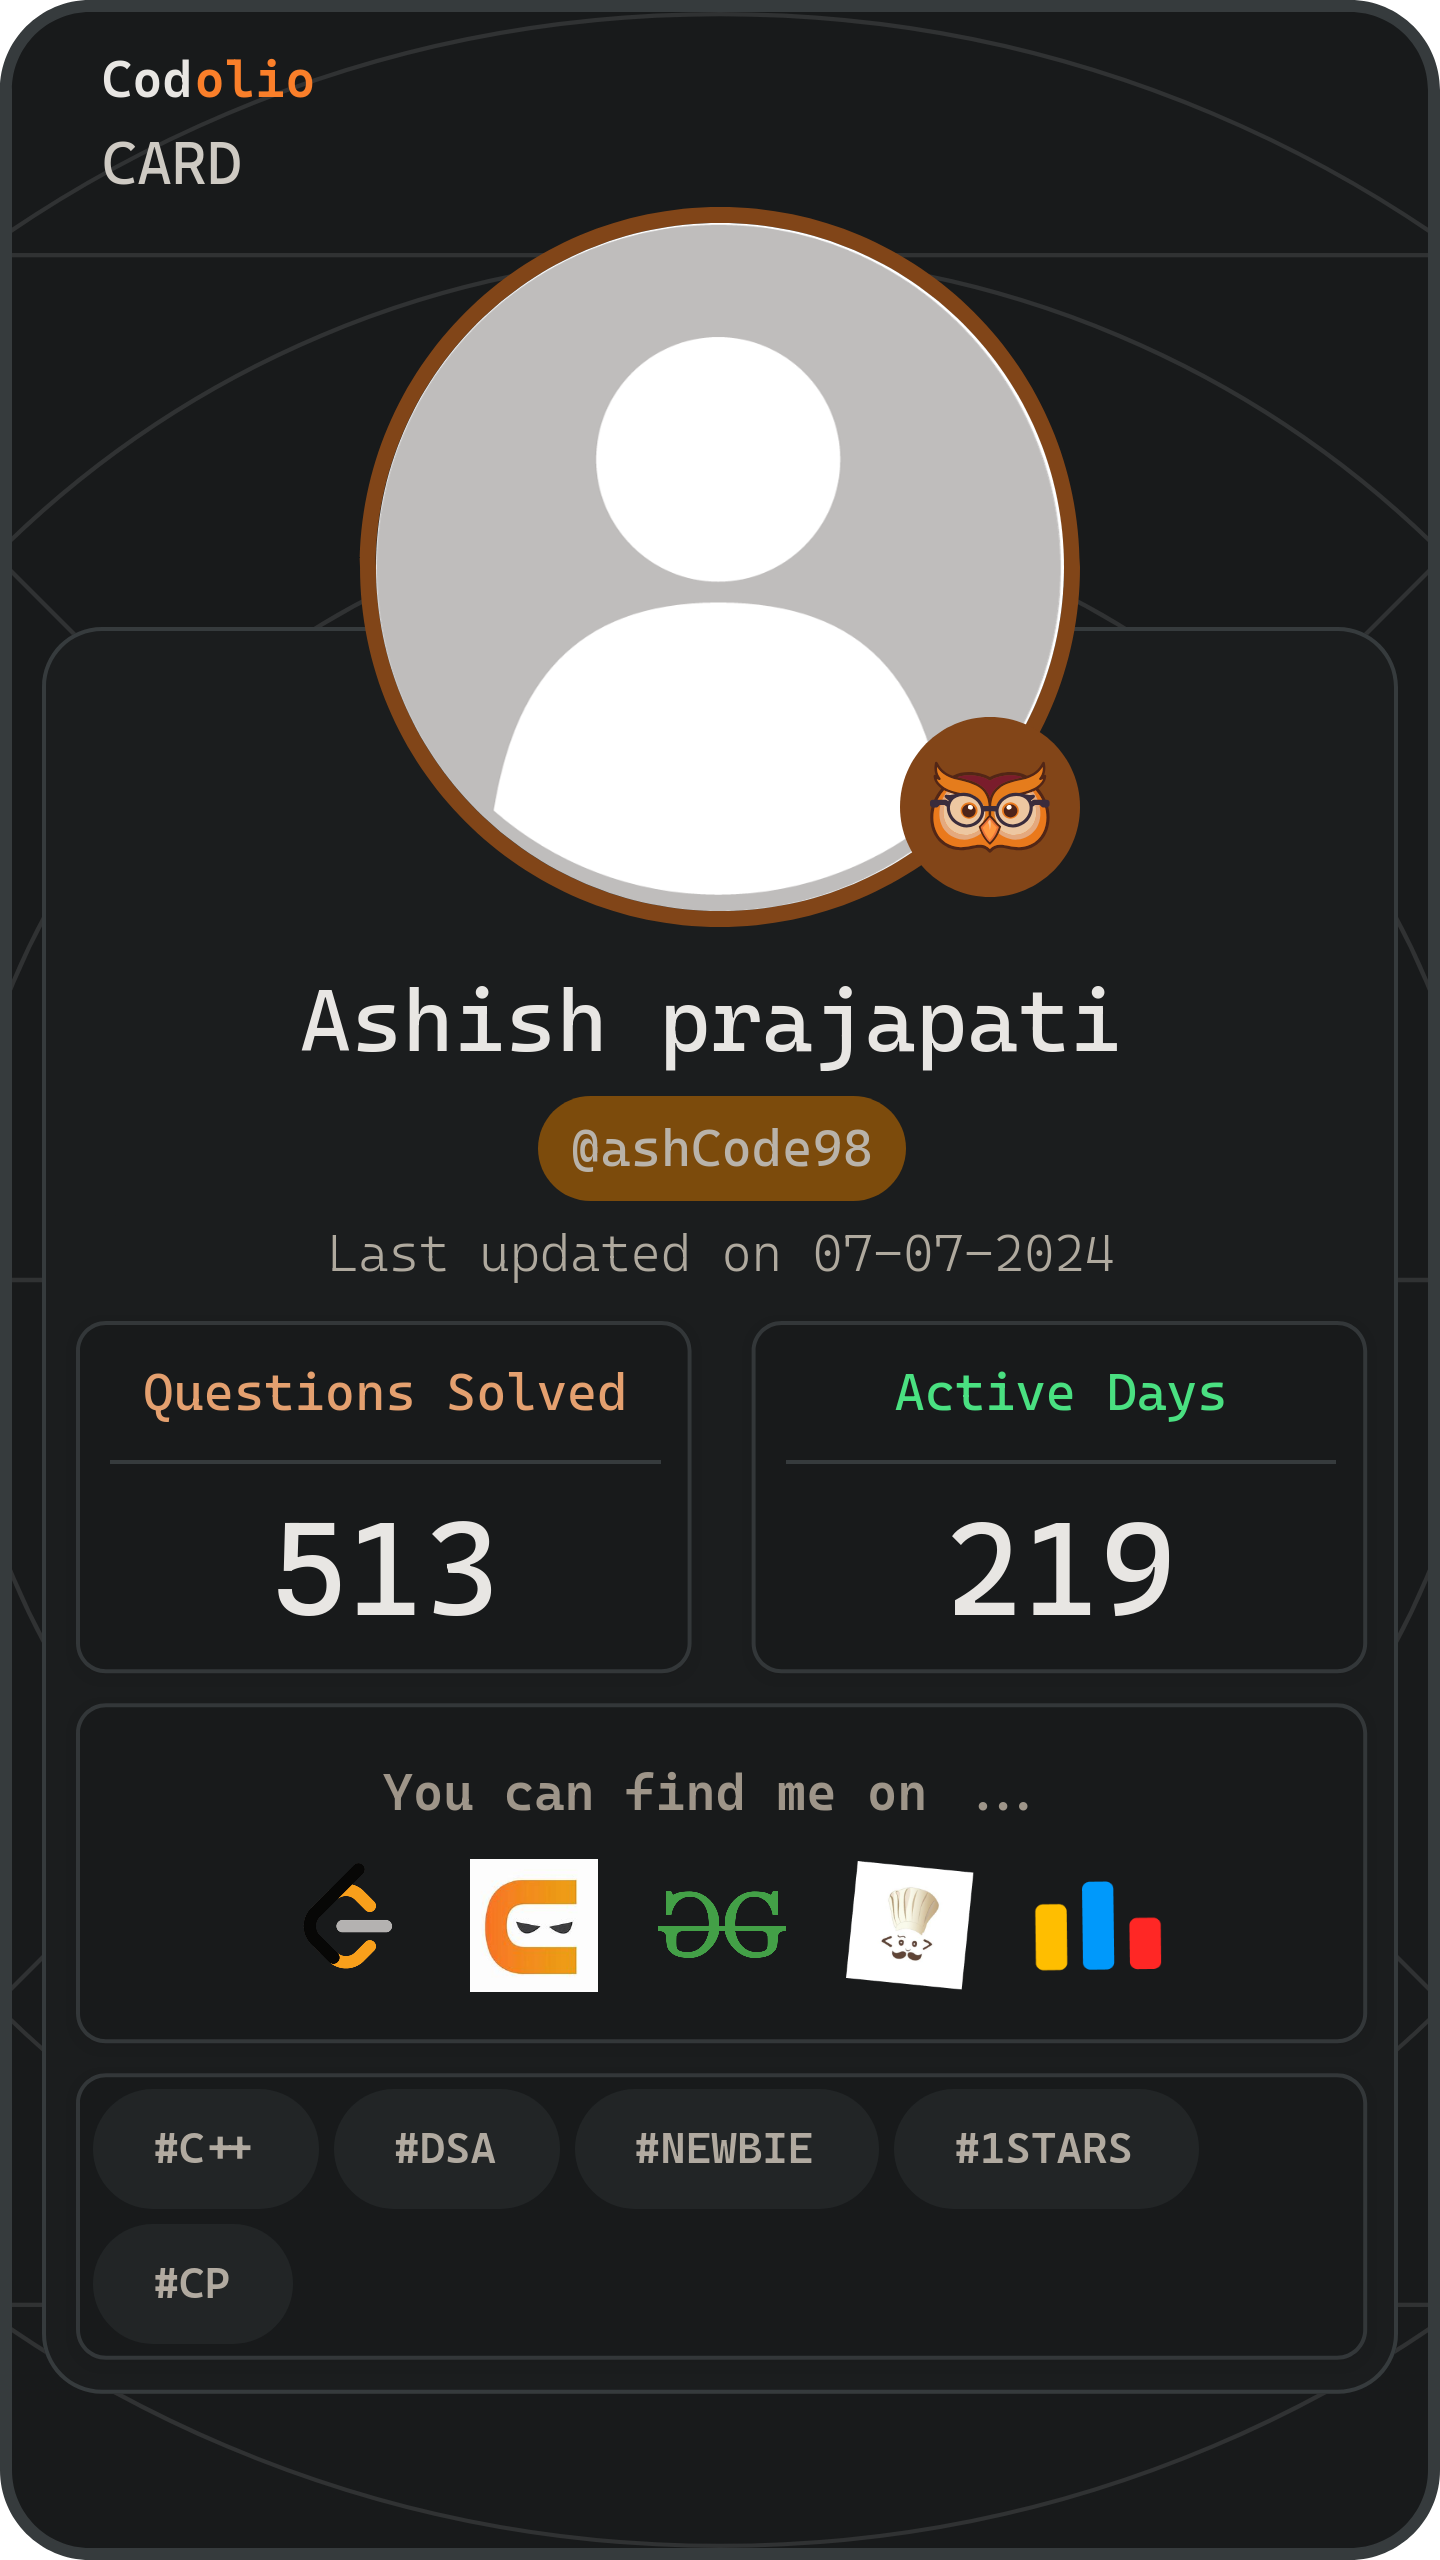 Codolio
CARD
Ashish prajapati
@ashCode98
Last updated on 07-07-2024
Questions Solved
Active Days
513
219
You can find me on ...
#C++
#DSA
#NEWBIE
#1STARS
#CP